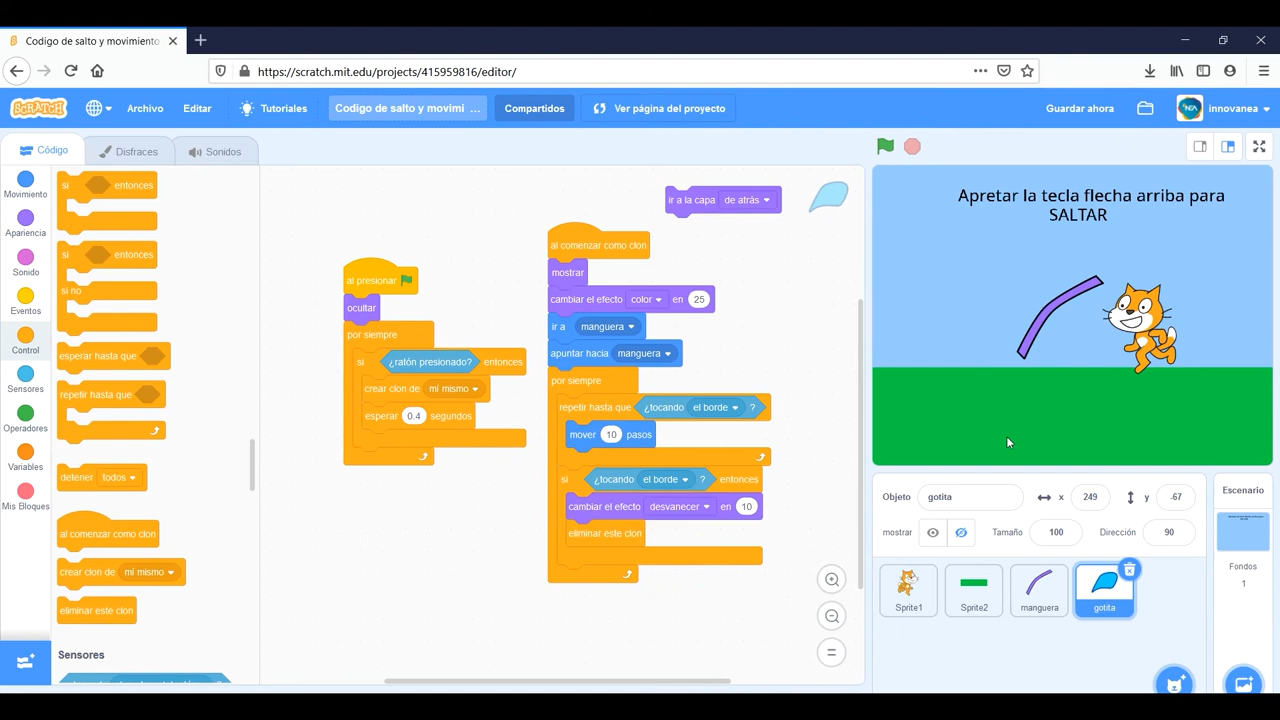 Codigo de salto y movimiento
https://scratch.mit.edu/projects/415959816/editor/
SCRATCH
Archivo
Editar
Tutoriales
Codigo de salto y movimi ...
Compartidos
Ver página del proyecto
Guardar ahora
innovanea
Código
Disfraces
Sonidos
Movimiento
Apariencia
Sonido
Eventos
Control
Sensores
Operadores
Variables
Mis Bloques
si entonces
si entonces
si no
esperar hasta que
repetir hasta que
detener todos
al comenzar como clon
crear clon de mí mismo
eliminar este clon
Sensores
al presionar
ocultar
por siempre
si ¿ratón presionado? entonces
crear clon de mí mismo
esperar 0.4 segundos
ir a la capa de atrás
al comenzar como clon
mostrar
cambiar el efecto color en 25
ir a manguera
apuntar hacia manguera
por siempre
repetir hasta que ¿tocando el borde ?
mover 10 pasos
si ¿tocando el borde ? entonces
cambiar el efecto desvanecer en 10
eliminar este clon
Apretar la tecla flecha arriba para
SALTAR
Objeto gotita x 249 y -67
mostrar Tamaño 100 Dirección 90
Sprite1
Sprite2
manguera
gotita
Escenario
Fondos
1